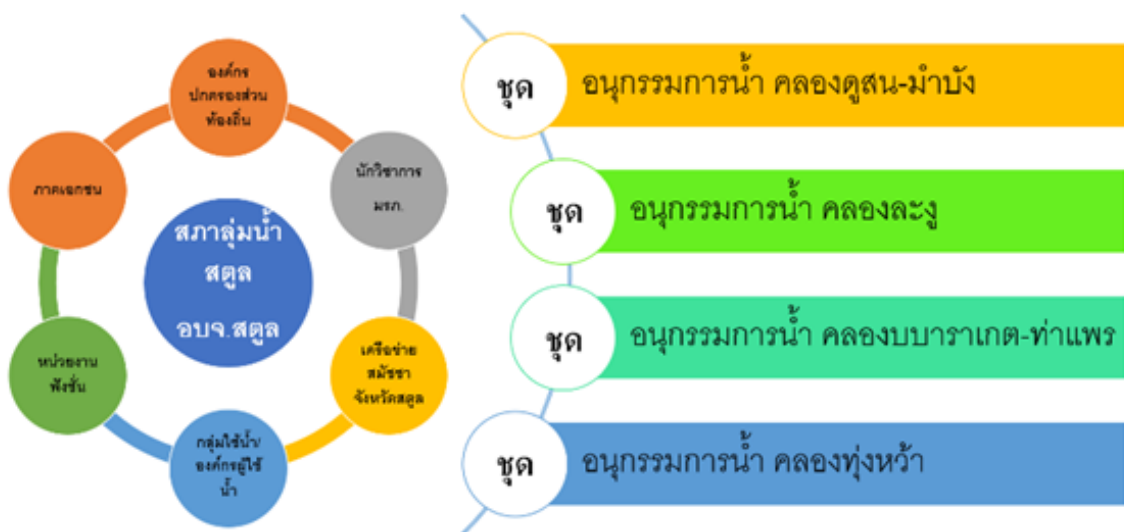 องค์กร
ปกครองส่วน
ท้องถิ่น
นักวิชาการ
มรภ.
เครือข่าย
สมัชชา
จังหวัดสตูล
กลุ่มใช้น้ำ/
องค์กรผู้ใช้
น้ำ
หน่วยงาน
ฟังชั่น
ภาคเอกชน
สภาลุ่มน้ำ
สตูล
อบจ.สตูล
ชุด อนุกรรมการน้ำ คลองดูสน-มำบัง
ชุด อนุกรรมการน้ำ คลองละงู
ชุด อนุกรรมการน้ำ คลองบบาราเกต-ท่าแพร
ชุด อนุกรรมการน้ำ คลองทุ่งหว้า